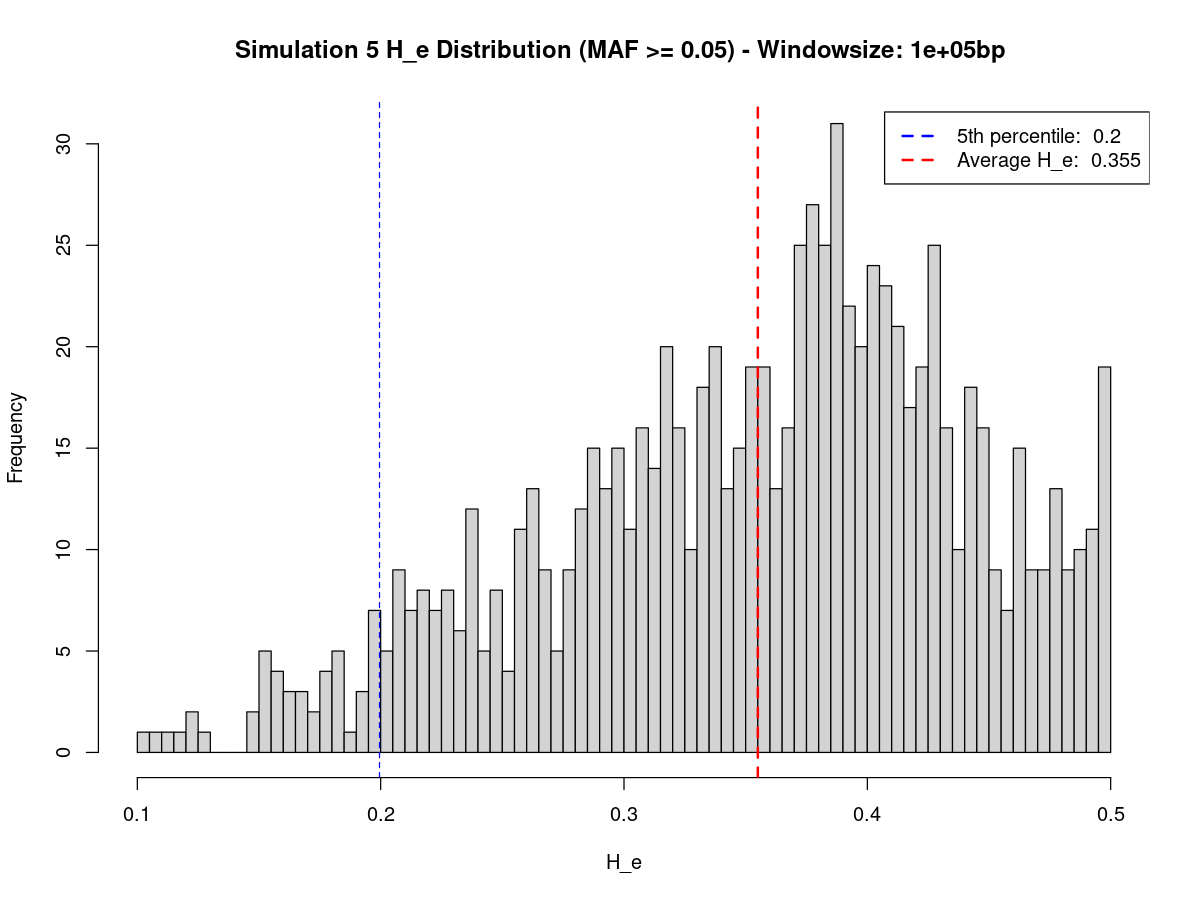 Simulation 5 H_e Distribution (MAF >= 0.05) - Windowsize: 1e+05bp
5th percentile:  0.2
Average H_e:  0.355
Frequency
30
25
20
15
10
5
0
0.1 0.2 0.3 0.4 0.5
H_e